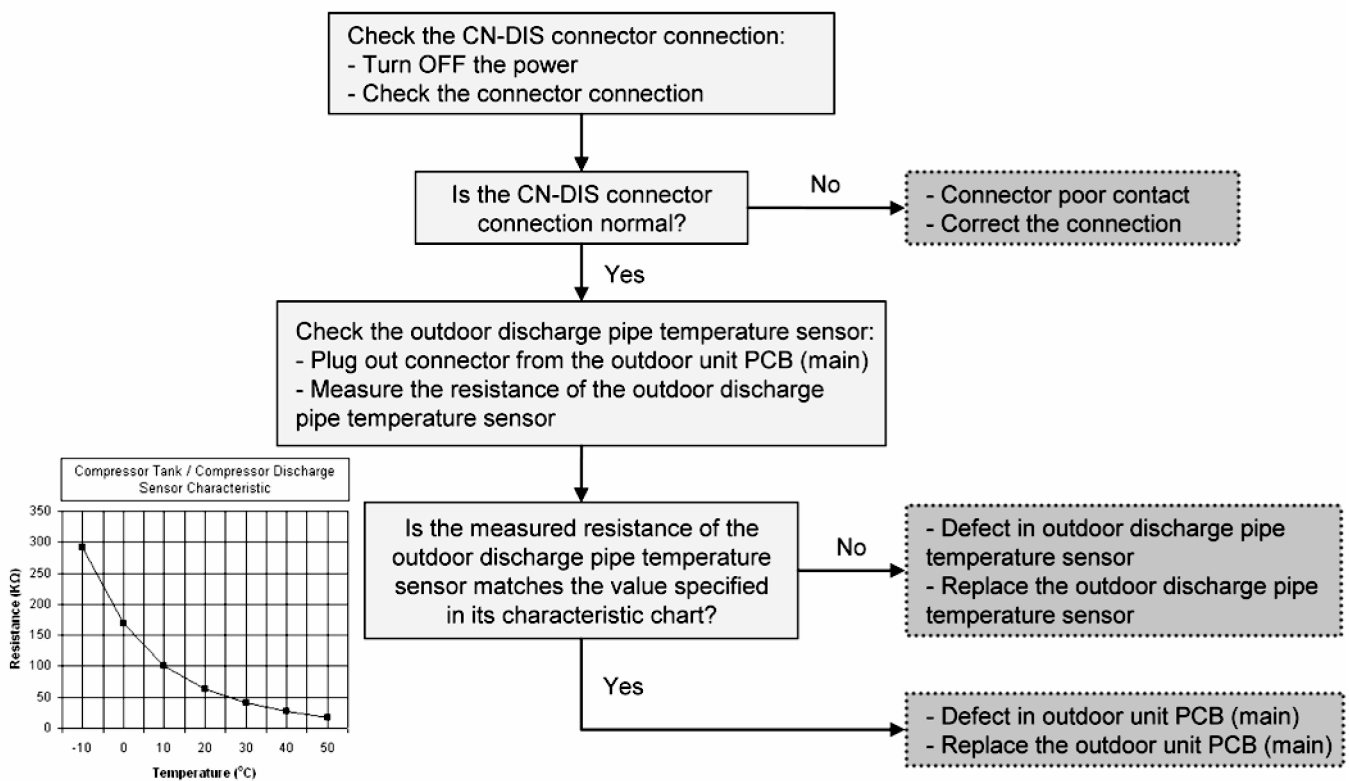 Check the CN-DIS connector connection:
- Turn OFF the power
- Check the connector connection
Is the CN-DIS connector
connection normal?
No
- Connector poor contact
- Correct the connection
Yes
Check the outdoor discharge pipe temperature sensor:
- Plug out connector from the outdoor unit PCB (main)
- Measure the resistance of the outdoor discharge
pipe temperature sensor
Compressor Tank / Compressor Discharge
Sensor Characteristic
350
300
250
200
150
100
50
0
Resistance (KΩ)
-10 0 10 20 30 40 50
Temperature (°C)
Is the measured resistance of the
outdoor discharge pipe temperature
sensor matches the value specified
in its characteristic chart?
No
- Defect in outdoor discharge pipe
temperature sensor
- Replace the outdoor discharge pipe
temperature sensor
Yes
- Defect in outdoor unit PCB (main)
- Replace the outdoor unit PCB (main)